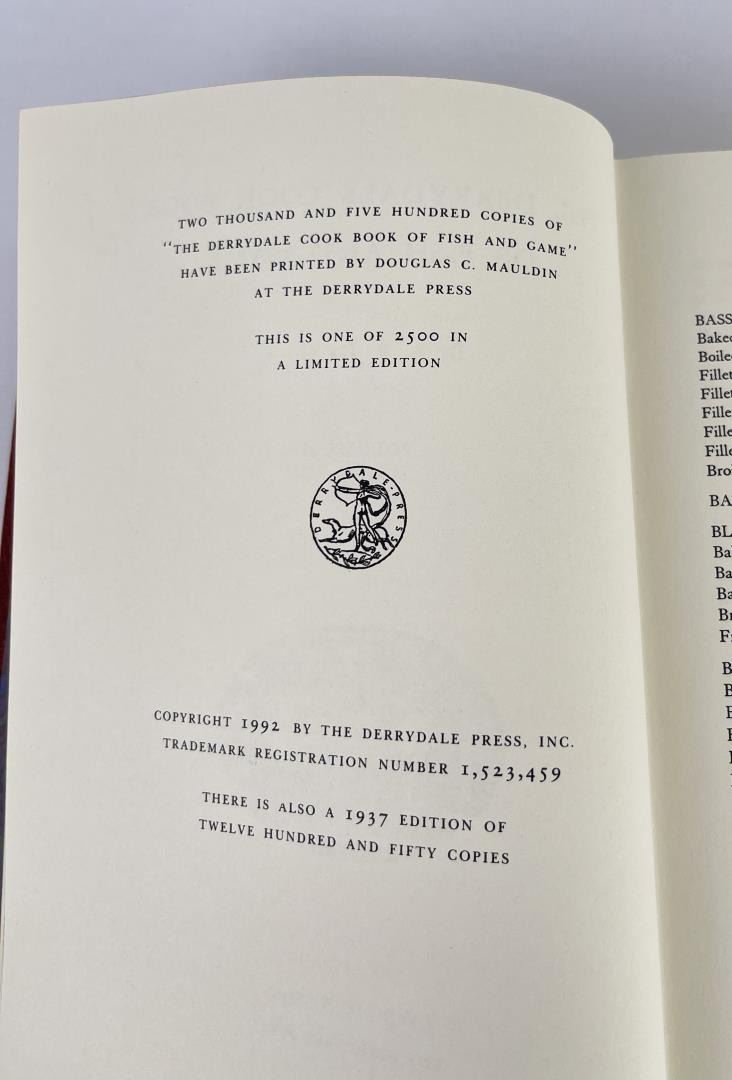 TWO THOUSAND AND FIVE HUNDRED COPIES OF
"THE DERRYDALE COOK BOOK OF FISH AND GAME"
HAVE BEEN PRINTED BY DOUGLAS C. MAULDIN
AT THE DERRYDALE PRESS
THIS IS ONE OF 2500 IN
A LIMITED EDITION
DERRYDALE·PRESS
COPYRIGHT 1992 BY THE DERRYDALE PRESS, INC.
TRADEMARK REGISTRATION NUMBER 1,523,459
THERE IS ALSO A 1937 EDITION OF
TWELVE HUNDRED AND FIFTY COPIES
BASS